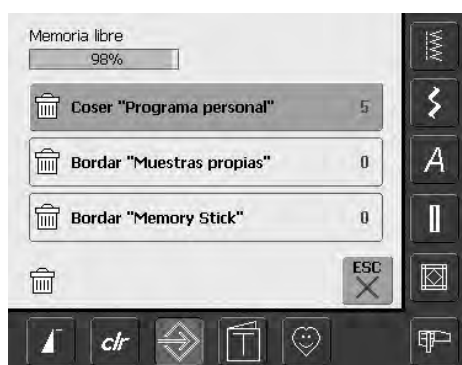 Memoria libre
98%
Coser "Programa personal" 5
Bordar "Muestras propias" 0
Bordar "Memory Stick" 0
ESC
A
clr
T